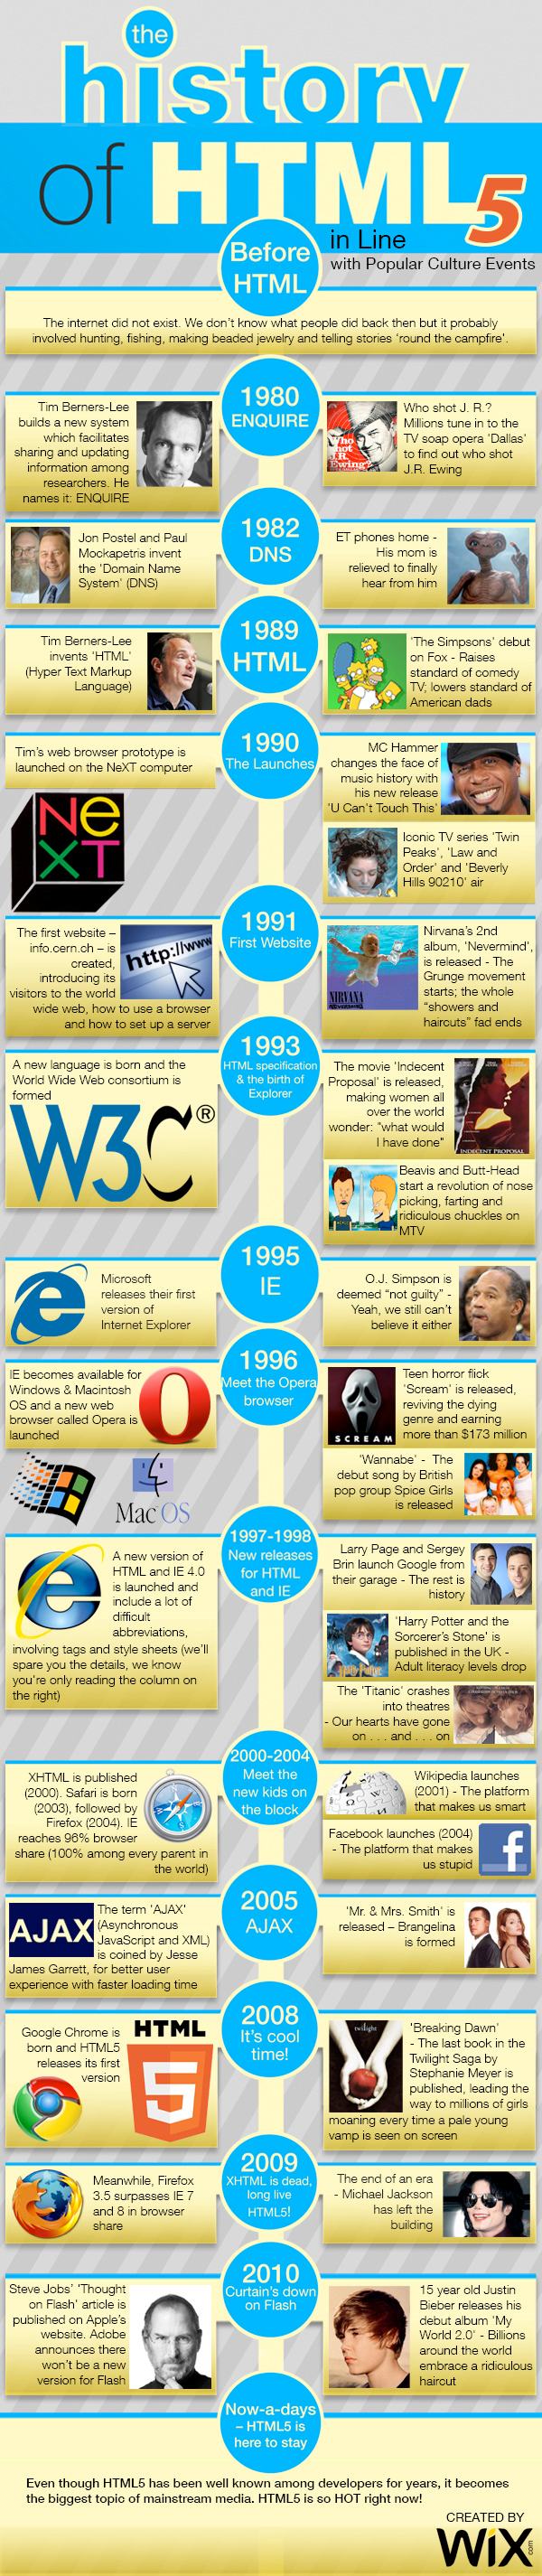 the
history
of HTML5
in Line
with Popular Culture Events
Before
HTML
The internet did not exist. We don't know what people did back then but it probably
involved hunting, fishing, making beaded jewelry and telling stories 'round the campfire'.
1980
ENQUIRE
Tim Berners-Lee
builds a new system
which facilitates
sharing and updating
information among
researchers. He
names it: ENQUIRE
Who
shot
J.R.
Ewing?
Who shot J. R.?
Millions tune in to the
TV soap opera 'Dallas'
to find out who shot
J.R. Ewing
1982
DNS
Jon Postel and Paul
Mockapetris invent
the 'Domain Name
System' (DNS)
ET phones home -
His mom is
relieved to finally
hear from him
1989
HTML
Tim Berners-Lee
invents 'HTML'
(Hyper Text Markup
Language)
'The Simpsons' debut
on Fox - Raises
standard of comedy
TV; lowers standard of
American dads
1990
The Launches
Tim's web browser prototype is
launched on the NeXT computer
Ne
XT
MC Hammer
changes the face of
music history with
his new release
'U Can't Touch This'
Iconic TV series 'Twin
Peaks', 'Law and
Order' and 'Beverly
Hills 90210' air
1991
First Website
The first website –
info.cern.ch – is
created,
introducing its
visitors to the world
wide web, how to use a browser
and how to set up a server
http://www
NIRVANA
Nirvana's 2nd
album, 'Nevermind',
is released - The
Grunge movement
starts; the whole
"showers and
haircuts" fad ends
1993
HTML specification
& the birth of
Explorer
A new language is born and the
World Wide Web consortium is
formed
W3C®
The movie 'Indecent
Proposal' is released,
making women all
over the world
wonder: "what would
I have done"
INDECENT PROPOSAL
Beavis and Butt-Head
start a revolution of nose
picking, farting and
ridiculous chuckles on
MTV
1995
IE
Microsoft
releases their first
version of
Internet Explorer
O.J. Simpson is
deemed "not guilty" -
Yeah, we still can't
believe it either
1996
Meet the Opera
browser
IE becomes available for
Windows & Macintosh
OS and a new web
browser called Opera is
launched
Mac OS
SCREAM
Teen horror flick
'Scream' is released,
reviving the dying
genre and earning
more than $173 million
'Wannabe' - The
debut song by British
pop group Spice Girls
is released
1997-1998
New releases
for HTML
and IE
A new version of
HTML and IE 4.0
is launched and
include a lot of
difficult
abbreviations,
involving tags and style sheets (we'll
spare you the details, we know
you're only reading the column on
the right)
Larry Page and Sergey
Brin launch Google from
their garage - The rest is
history
Harry Potter
'Harry Potter and the
Sorcerer's Stone' is
published in the UK -
Adult literacy levels drop
The 'Titanic' crashes
into theatres
- Our hearts have gone
on . . . and . . . on
2000-2004
Meet the
new kids on
the block
XHTML is published
(2000). Safari is born
(2003), followed by
Firefox (2004). IE
reaches 96% browser
share (100% among every parent in
the world)
Wikipedia launches
(2001) - The platform
that makes us smart
Facebook launches (2004)
- The platform that makes
us stupid
f
2005
AJAX
AJAX
The term 'AJAX'
(Asynchronous
JavaScript and XML)
is coined by Jesse
James Garrett, for better user
experience with faster loading time
'Mr. & Mrs. Smith' is
released – Brangelina
is formed
2008
It's cool
time!
Google Chrome is
born and HTML5
releases its first
version
HTML
5
twilight
'Breaking Dawn'
- The last book in the
Twilight Saga by
Stephanie Meyer is
published, leading the
way to millions of girls
moaning every time a pale young
vamp is seen on screen
2009
XHTML is dead,
long live
HTML5!
Meanwhile, Firefox
3.5 surpasses IE 7
and 8 in browser
share
The end of an era
- Michael Jackson
has left the
building
2010
Curtain's down
on Flash
Steve Jobs' 'Thought
on Flash' article is
published on Apple's
website. Adobe
announces there
won't be a new
version for Flash
15 year old Justin
Bieber releases his
debut album 'My
World 2.0' - Billions
around the world
embrace a ridiculous
haircut
Now-a-days
– HTML5 is
here to stay
Even though HTML5 has been well known among developers for years, it becomes
the biggest topic of mainstream media. HTML5 is so HOT right now!
CREATED BY
WiX.com